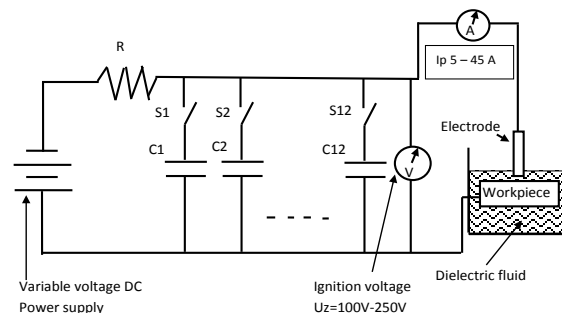 R
A
Ip 5 – 45 A
S1
S2
S12
C1
C2
C12
V
Electrode
Workpiece
Variable voltage DC
Power supply
Ignition voltage
Uz=100V-250V
Dielectric fluid